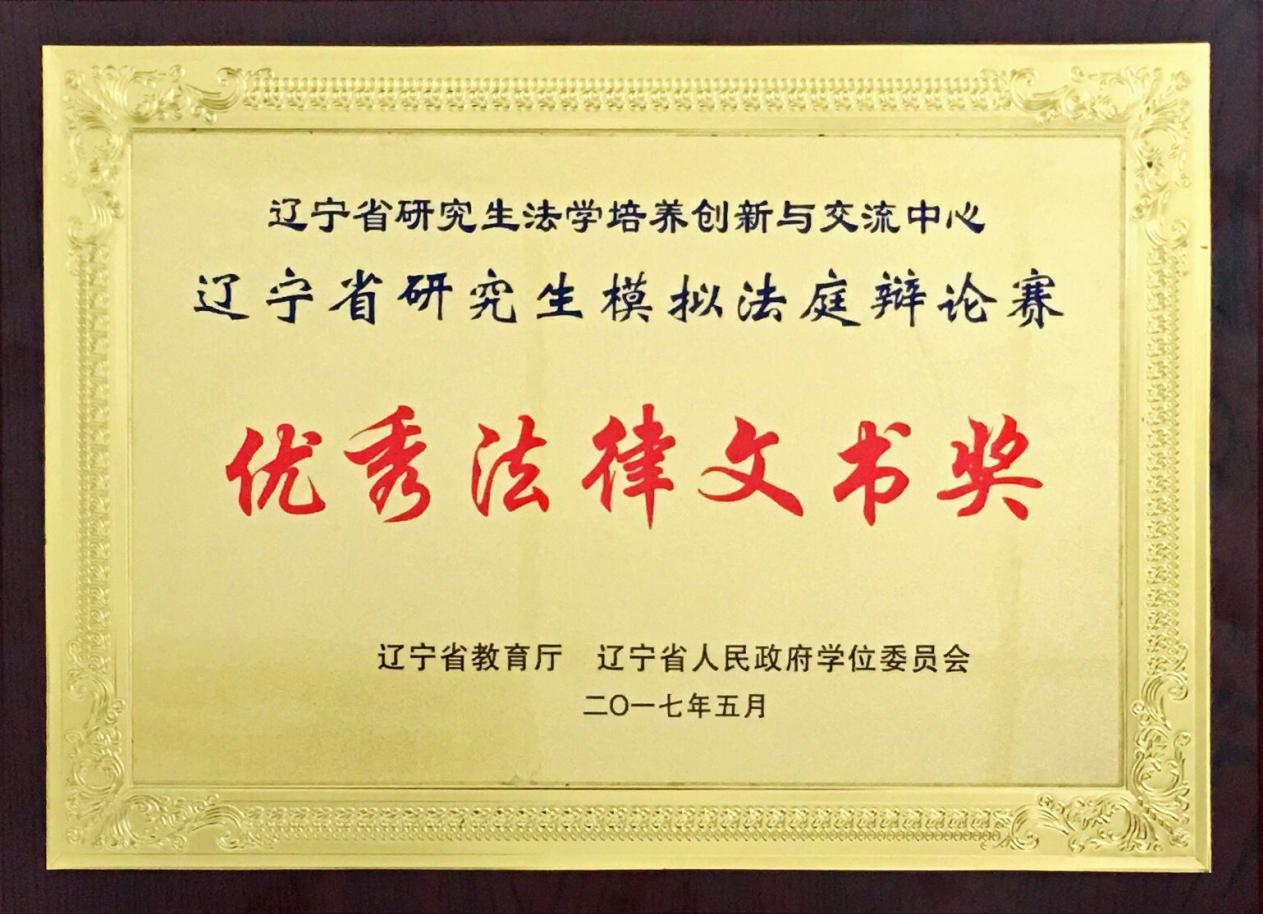 辽宁省研究生法学培养创新与交流中心
辽宁省研究生模拟法庭辩论赛
优秀法律文书奖
辽宁省教育厅　辽宁省人民政府学位委员会
二〇一七年五月